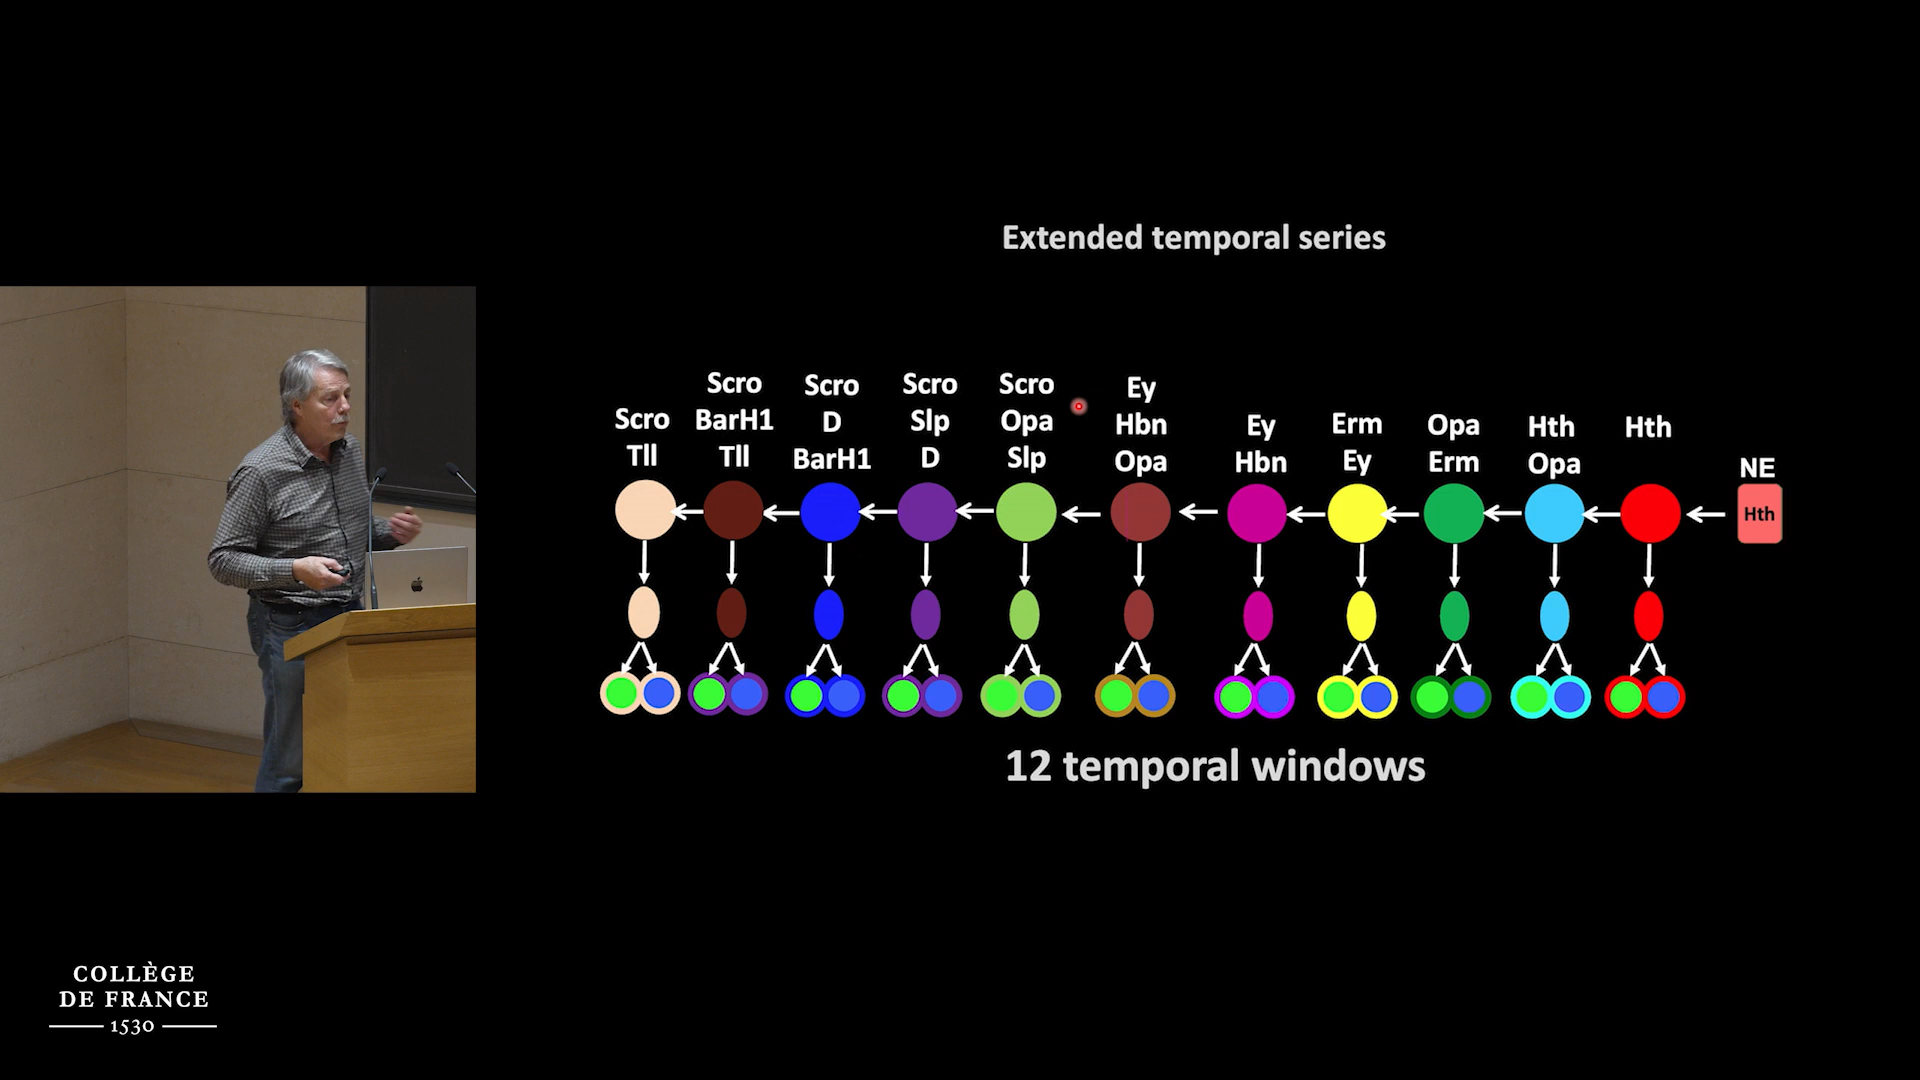 Extended temporal series
Scro
Tll
Scro
BarH1
Tll
Scro
D
BarH1
Scro
Slp
D
Scro
Opa
Slp
Ey
Hbn
Opa
Ey
Hbn
Erm
Ey
Opa
Erm
Hth
Opa
Hth
NE
Hth
12 temporal windows
COLLÈGE
DE FRANCE
1530